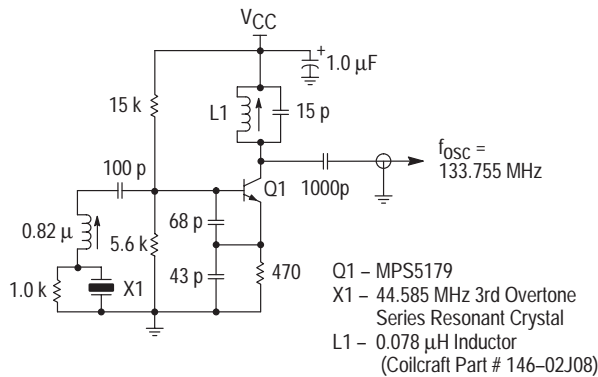 VCC
+
1.0 µF
15 k
L1
15 p
fosc =
133.755 MHz
100 p
Q1
1000p
0.82 µ
68 p
5.6 k
43 p
470
1.0 k
X1
Q1 – MPS5179
X1 – 44.585 MHz 3rd Overtone
Series Resonant Crystal
L1 – 0.078 µH Inductor
(Coilcraft Part # 146–02J08)